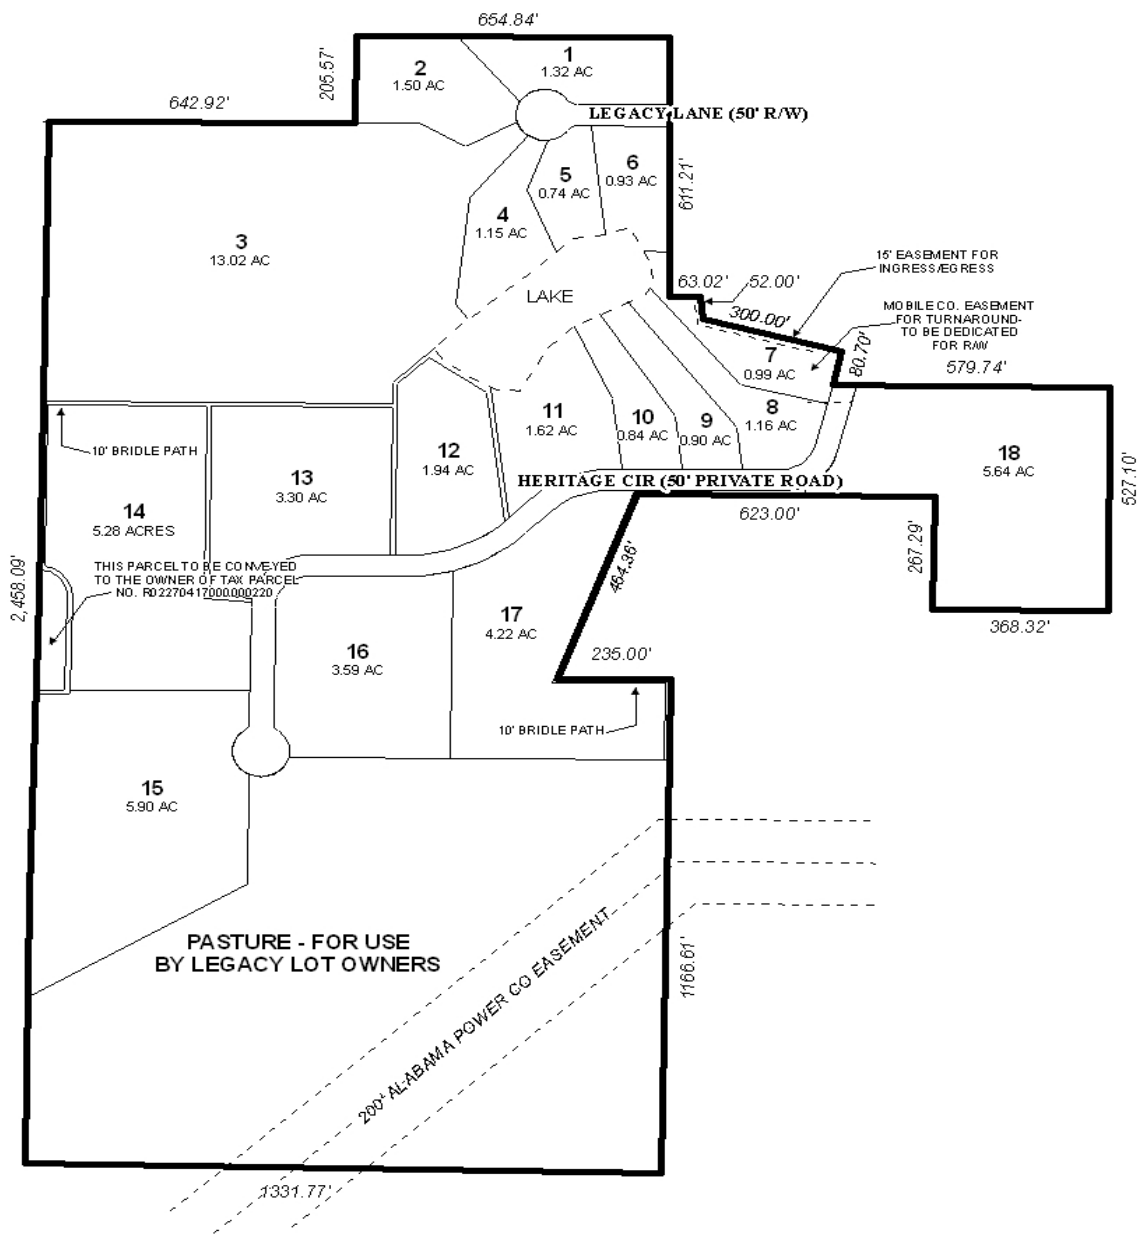 654.84'
205.57'
642.92'
2
1.50 AC
1
1.32 AC
LEGACY LANE (50' R/W)
6
0.93 AC
5
0.74 AC
4
1.15 AC
611.21'
3
13.02 AC
LAKE
15' EASEMENT FOR
INGRESS/EGRESS
63.02'
52.00'
300.00'
MOBILE CO. EASEMENT
FOR TURNAROUND-
TO BE DEDICATED
FOR R/W
80.70'
579.74'
7
0.99 AC
8
1.16 AC
9
0.90 AC
10
0.84 AC
11
1.62 AC
12
1.94 AC
10' BRIDLE PATH
13
3.30 AC
14
5.28 ACRES
18
5.64 AC
527.10'
HERITAGE CIR (50' PRIVATE ROAD)
623.00'
267.29'
368.32'
464.36'
THIS PARCEL TO BE CONVEYED
TO THE OWNER OF TAX PARCEL
NO. R02270417000000220
2,458.09'
17
4.22 AC
235.00'
16
3.59 AC
10' BRIDLE PATH
15
5.90 AC
PASTURE - FOR USE
BY LEGACY LOT OWNERS
200' ALABAMA POWER CO EASEMENT
1166.61'
1331.77'